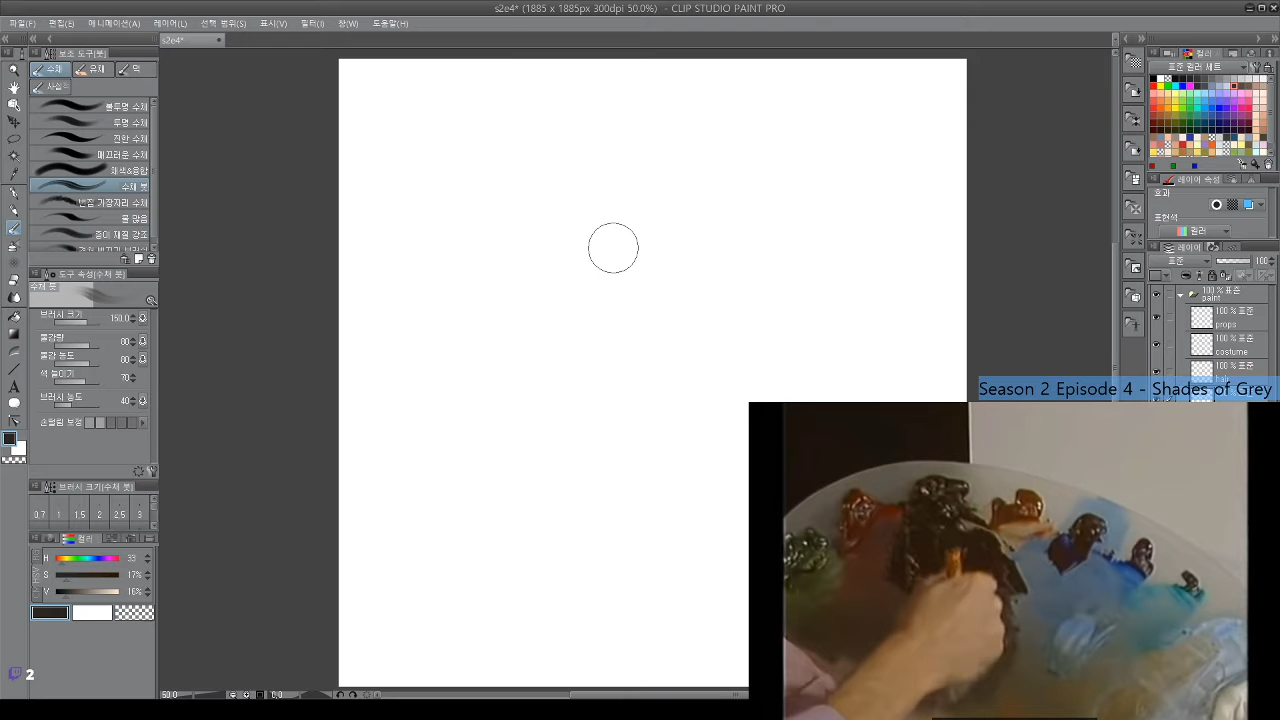 s2e4* (1885 x 1885px 300dpi 50.0%) - CLIP STUDIO PAINT PRO
파일(F) 편집(E) 애니메이션(A) 레이어(L) 선택 범위(S) 표시(V) 필터(I) 창(W) 도움말(H)
s2e4*
보조 도구(붓)
수채 유채 먹
불투명 수채
투명 수채
진한 수채
매끄러운 수채
채색&융합
수채 붓
번짐 가장자리 수채
물 많음
종이 재질 강조
도구 속성(수채 붓)
수채 붓
브러시 크기 150.0
물감량 80
물감 농도 80
색 늘이기 70
브러시 농도 40
손떨림 보정
브러시 크기(수채 붓)
0.7 1 1.5 2 2.5 3
컬러
H 33
S 17%
V 16%
2
50.0 0.0
컬러
표준 컬러 세트
레이어 속성
효과
표현색
컬러
레이어
표준 100
100 % 표준
paint
100 % 표준
props
100 % 표준
costume
100 % 표준
hair
Season 2 Episode 4 - Shades of Grey